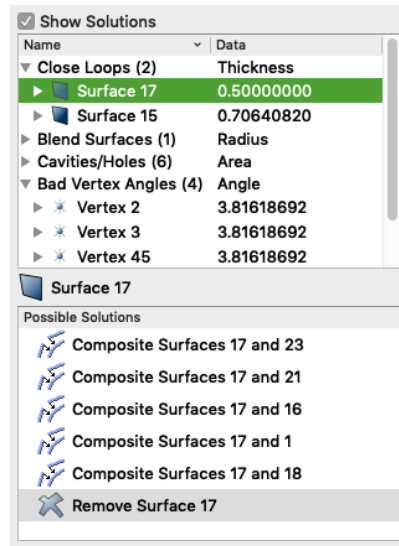 Show Solutions
Name Data
Close Loops (2) Thickness
Surface 17 0.50000000
Surface 15 0.70640820
Blend Surfaces (1) Radius
Cavities/Holes (6) Area
Bad Vertex Angles (4) Angle
Vertex 2 3.81618692
Vertex 3 3.81618692
Vertex 45 3.81618692
Surface 17
Possible Solutions
Composite Surfaces 17 and 23
Composite Surfaces 17 and 21
Composite Surfaces 17 and 16
Composite Surfaces 17 and 1
Composite Surfaces 17 and 18
Remove Surface 17